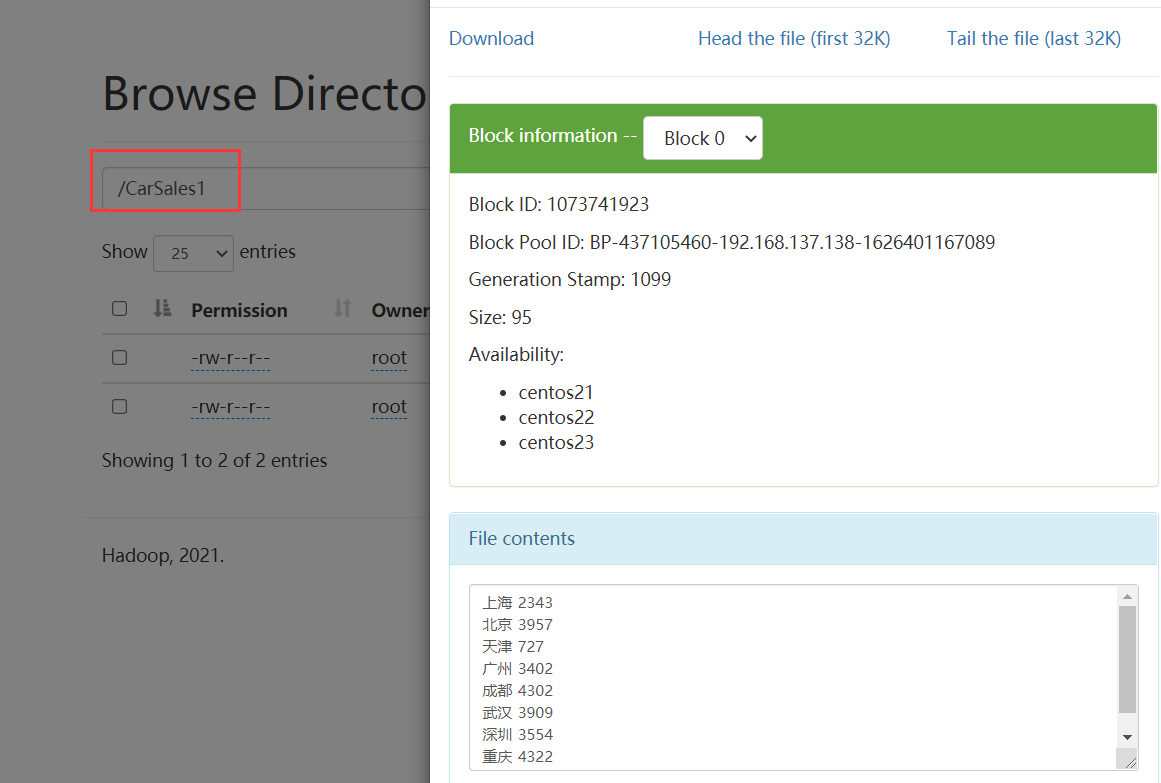 Browse Directo
/CarSales1
Show 25 entries
Permission Owner
-rw-r--r-- root
-rw-r--r-- root
Showing 1 to 2 of 2 entries
Hadoop, 2021.
Download Head the file (first 32K) Tail the file (last 32K)
Block information -- Block 0
Block ID: 1073741923
Block Pool ID: BP-437105460-192.168.137.138-1626401167089
Generation Stamp: 1099
Size: 95
Availability:
centos21
centos22
centos23
File contents
上海 2343
北京 3957
天津 727
广州 3402
成都 4302
武汉 3909
深圳 3554
重庆 4322